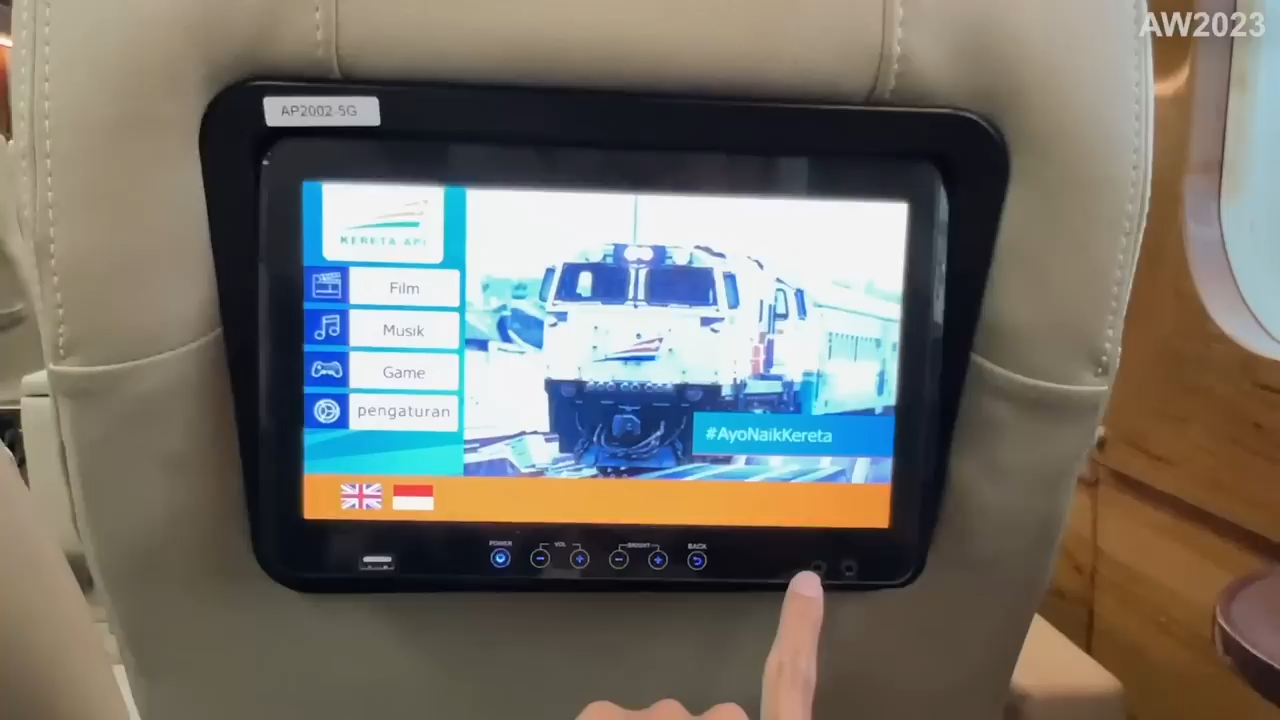 AW2023
AP2002-5G
KERETA API
Film
Musik
Game
pengaturan
#AyoNaikKereta
POWER
VOL
BRIGHT
BACK